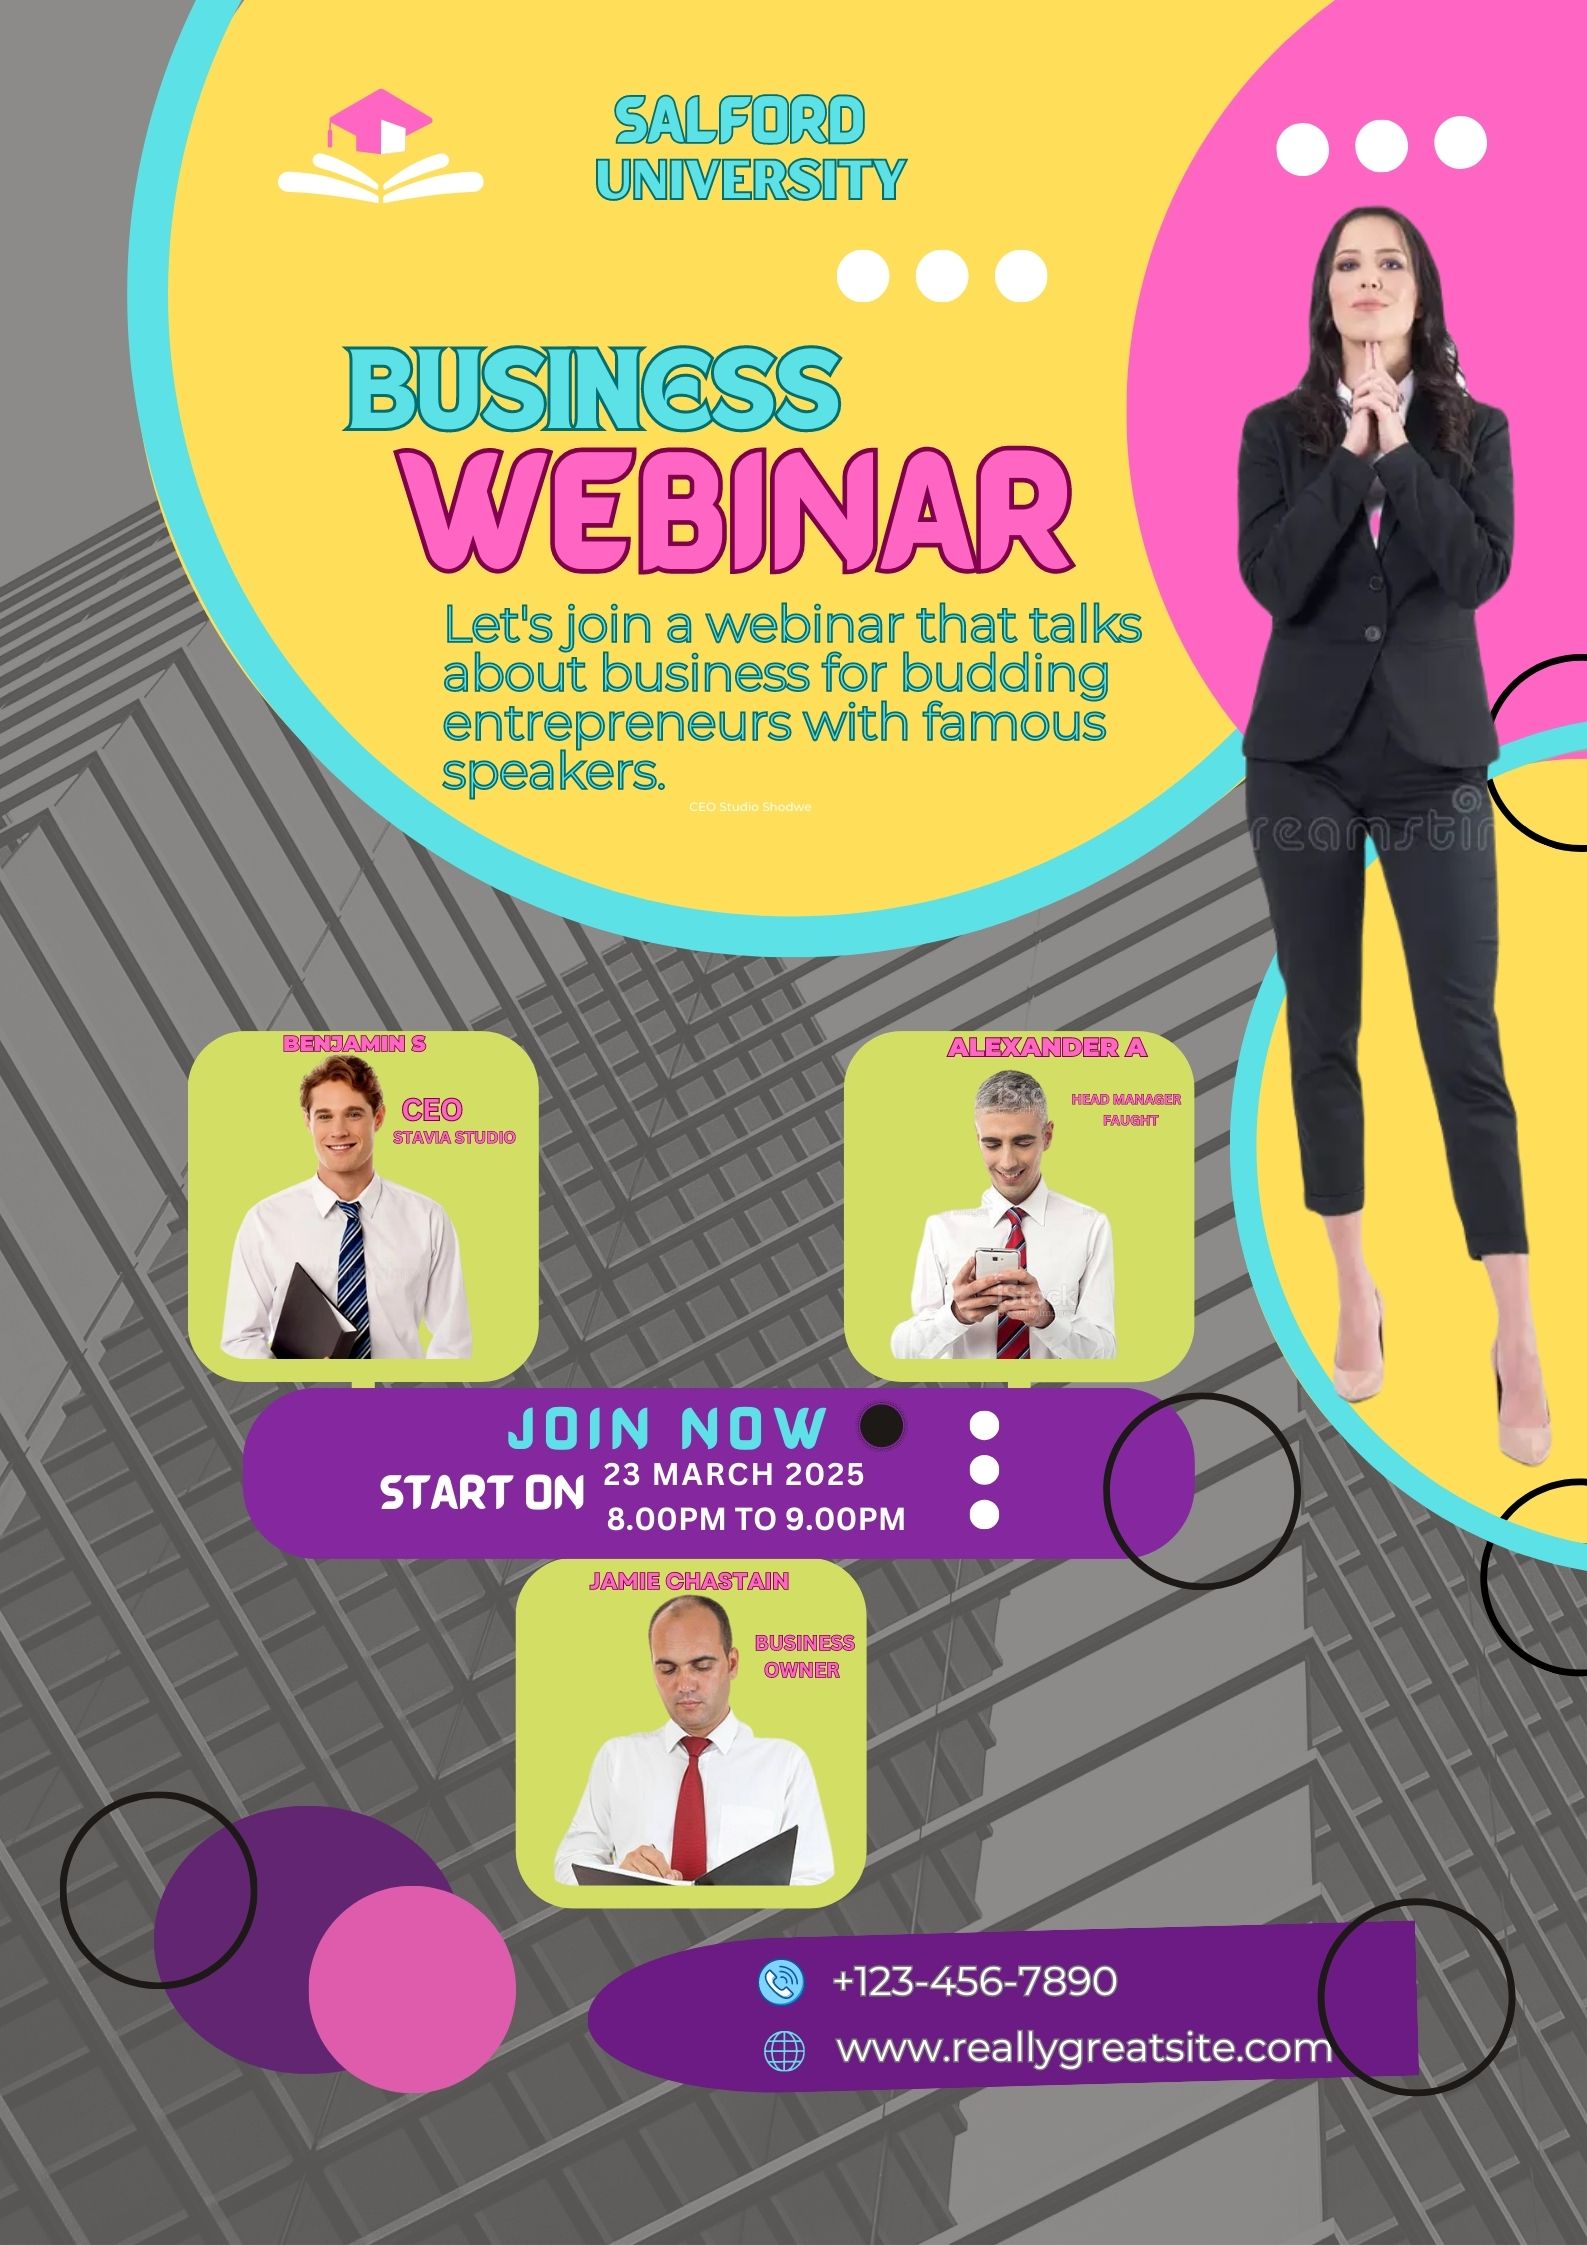 SALFORD
UNIVERSITY
BUSINESS
WEBINAR
Let's join a webinar that talks
about business for budding
entrepreneurs with famous
speakers.
CEO Studio Shodwe
reamsti
BENJAMIN S
CEO
STAVIA STUDIO
ALEXANDER A
HEAD MANAGER
FAUGHT
iStock
JOIN NOW
START ON
23 MARCH 2025
8.00PM TO 9.00PM
JAMIE CHASTAIN
BUSINESS
OWNER
+123-456-7890
www.reallygreatsite.com